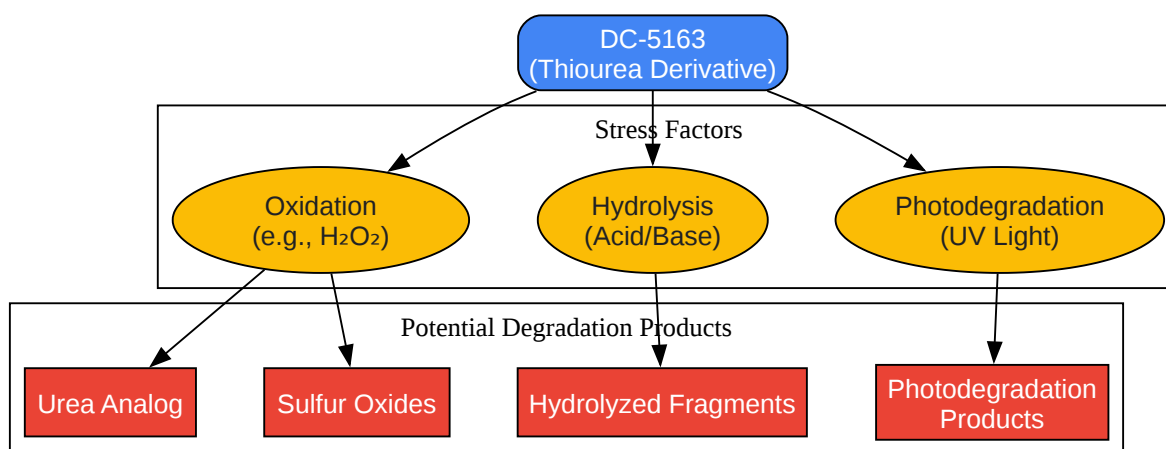 DC-5163
(Thiourea Derivative)
Stress Factors
Oxidation
(e.g., H₂O₂)
Hydrolysis
(Acid/Base)
Photodegradation
(UV Light)
Potential Degradation Products
Urea Analog
Sulfur Oxides
Hydrolyzed Fragments
Photodegradation
Products